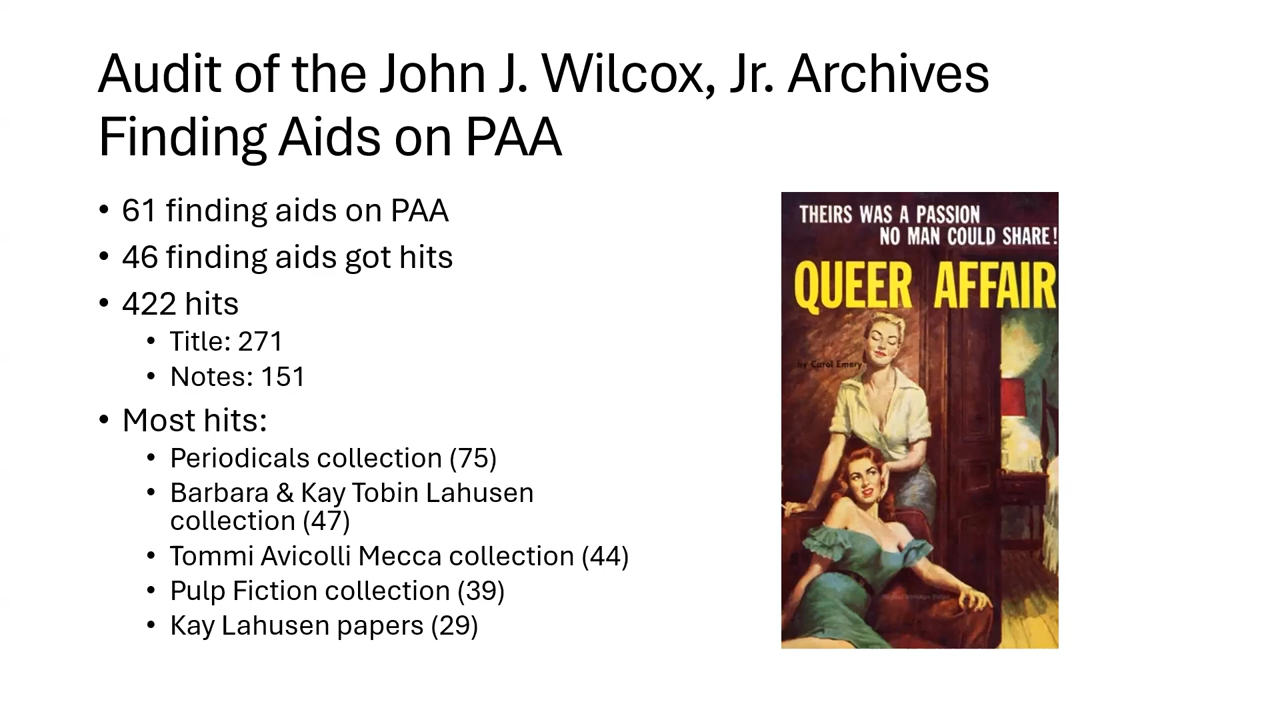 Audit of the John J. Wilcox, Jr. Archives
Finding Aids on PAA
• 61 finding aids on PAA
• 46 finding aids got hits
• 422 hits
• Title: 271
• Notes: 151
• Most hits:
• Periodicals collection (75)
• Barbara & Kay Tobin Lahusen
collection (47)
• Tommi Avicolli Mecca collection (44)
• Pulp Fiction collection (39)
• Kay Lahusen papers (29)
THEIRS WAS A PASSION
NO MAN COULD SHARE!
QUEER AFFAIR
by Carol Emery